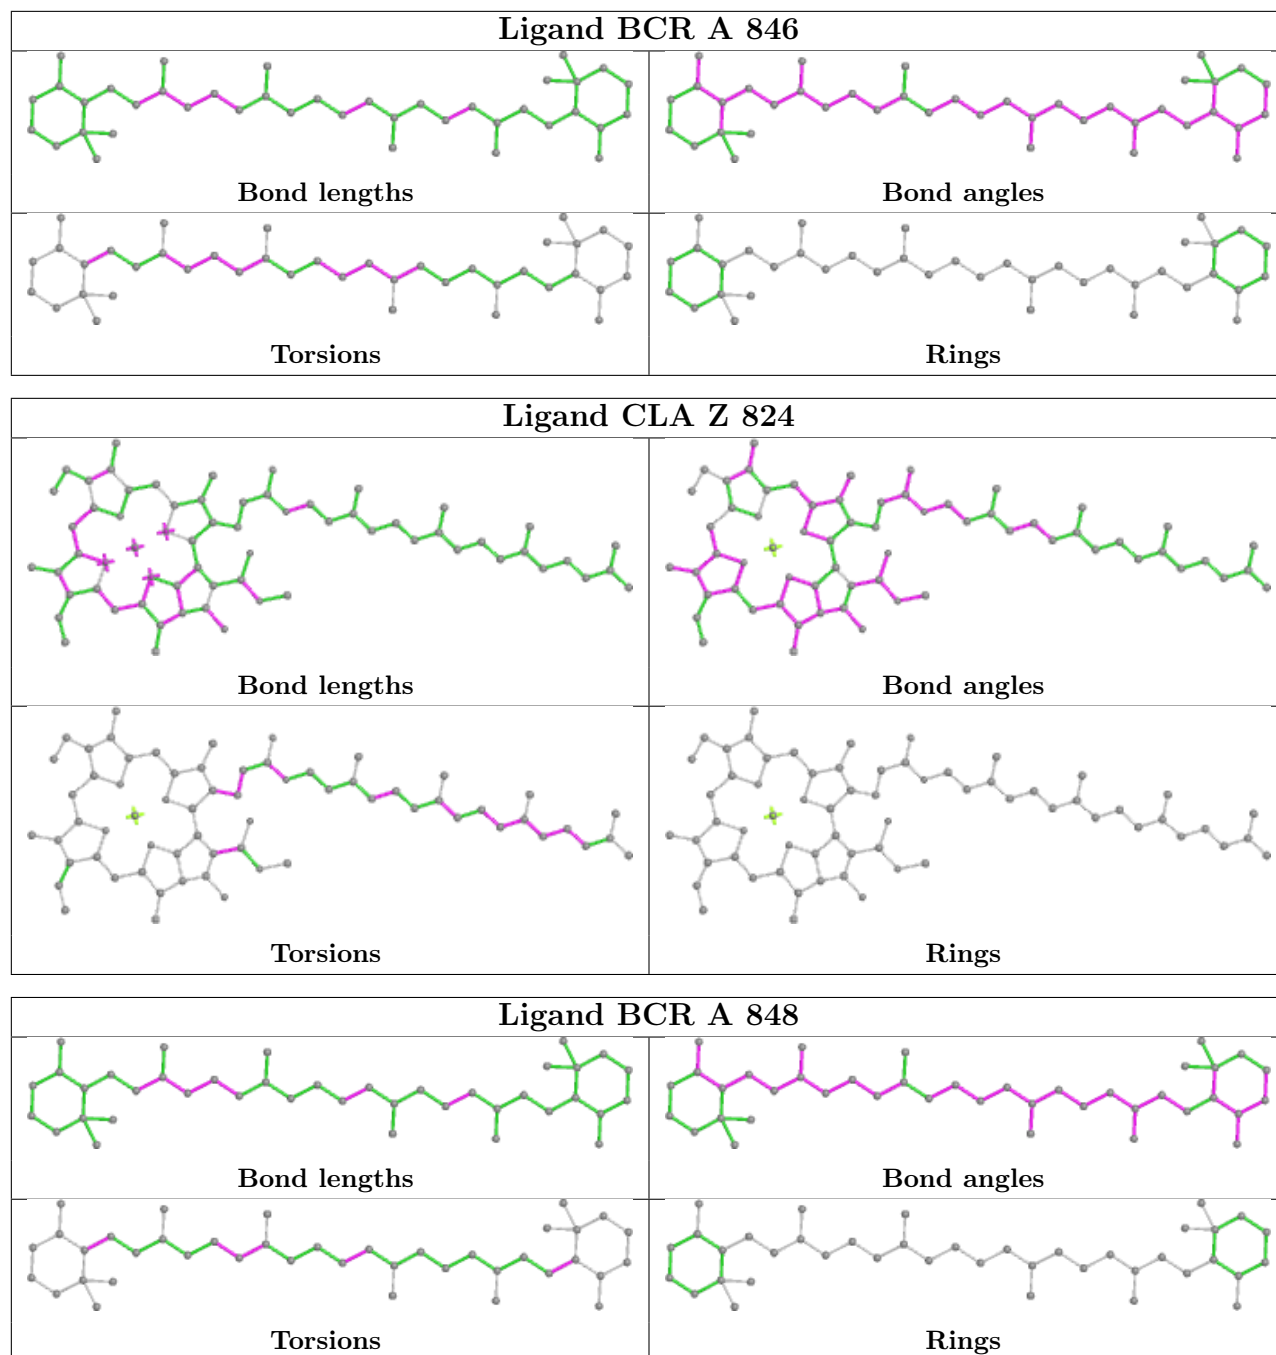 Ligand BCR A 846
Bond lengths
Bond angles
Torsions
Rings
Ligand CLA Z 824
Bond lengths
Bond angles
Torsions
Rings
Ligand BCR A 848
Bond lengths
Bond angles
Torsions
Rings